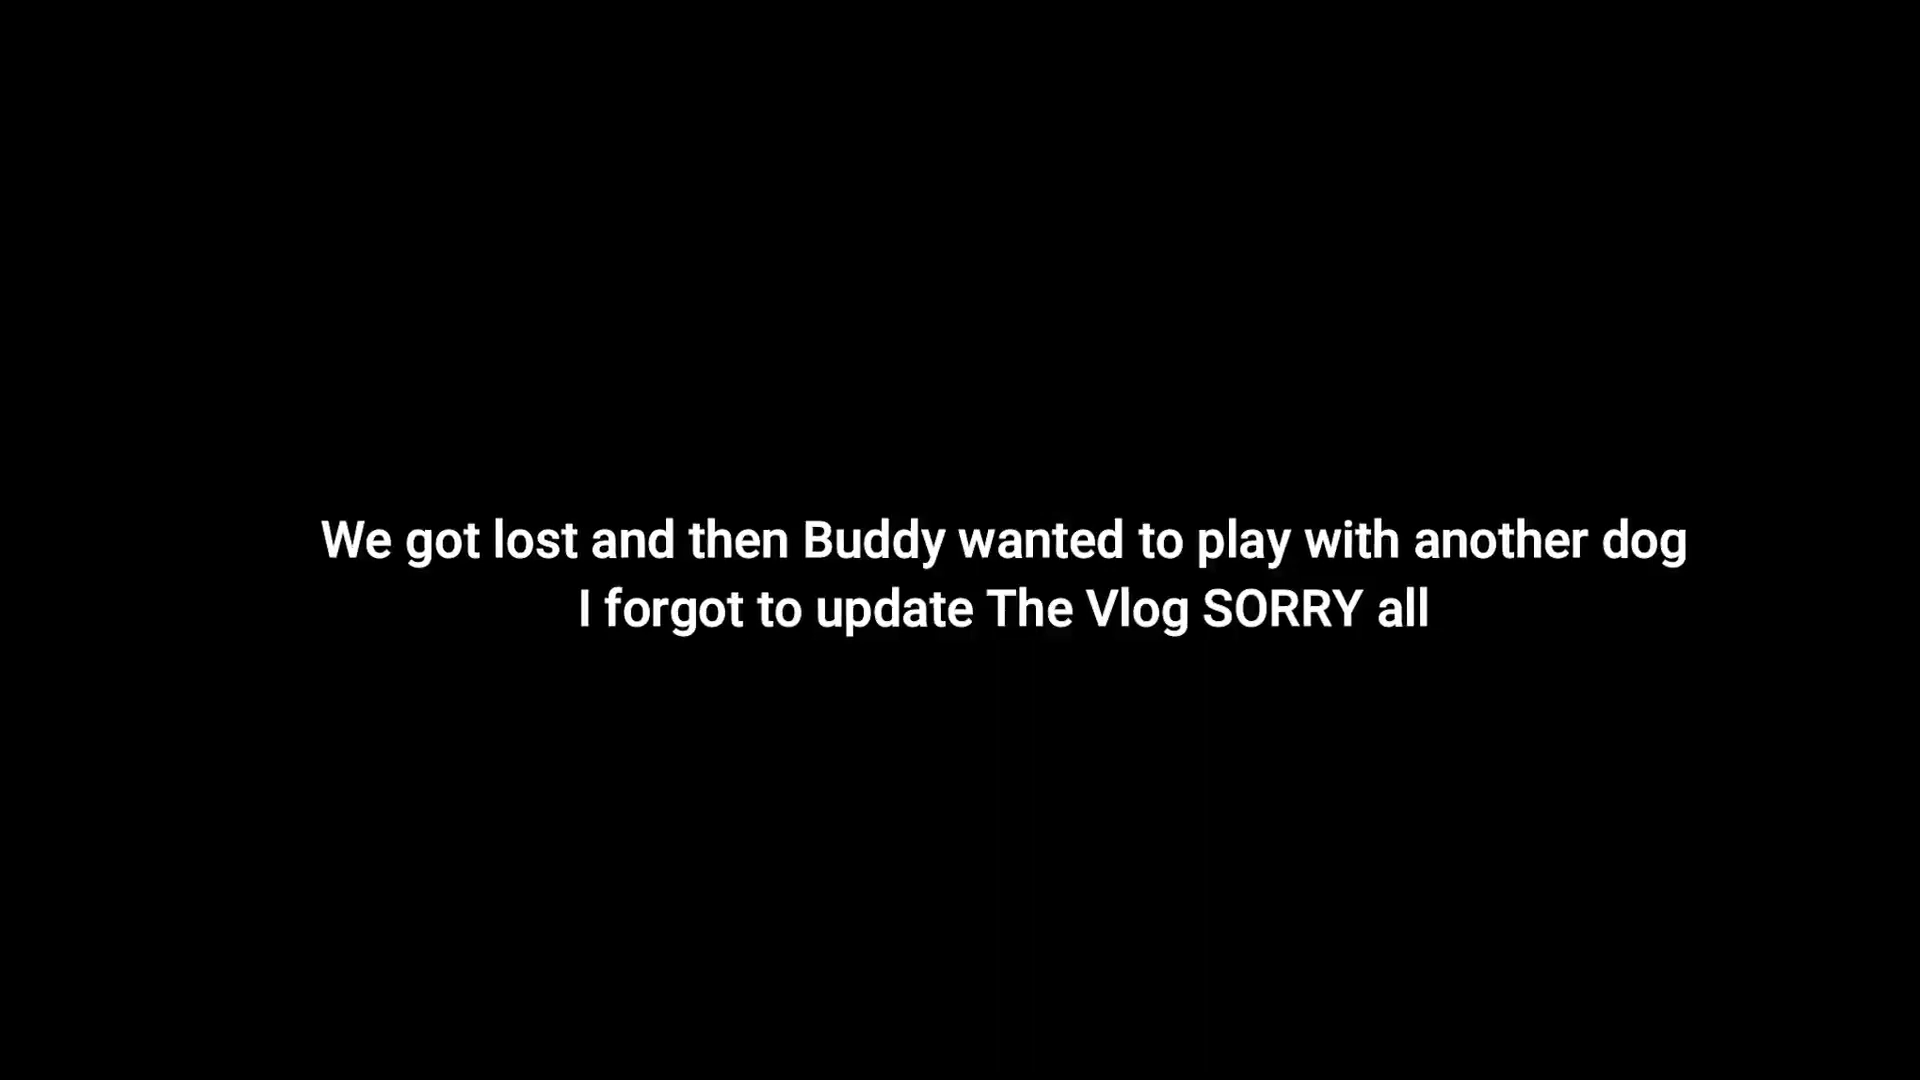 We got lost and then Buddy wanted to play with another dog
I forgot to update The Vlog SORRY all